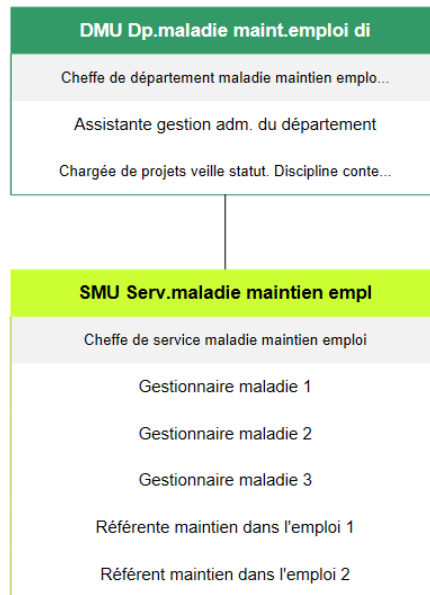 DMU Dp.maladie maint.emploi di
Cheffe de département maladie maintien emplo...
Assistante gestion adm. du département
Chargée de projets veille statut. Discipline conte...
SMU Serv.maladie maintien empl
Cheffe de service maladie maintien emploi
Gestionnaire maladie 1
Gestionnaire maladie 2
Gestionnaire maladie 3
Référente maintien dans l'emploi 1
Référent maintien dans l'emploi 2